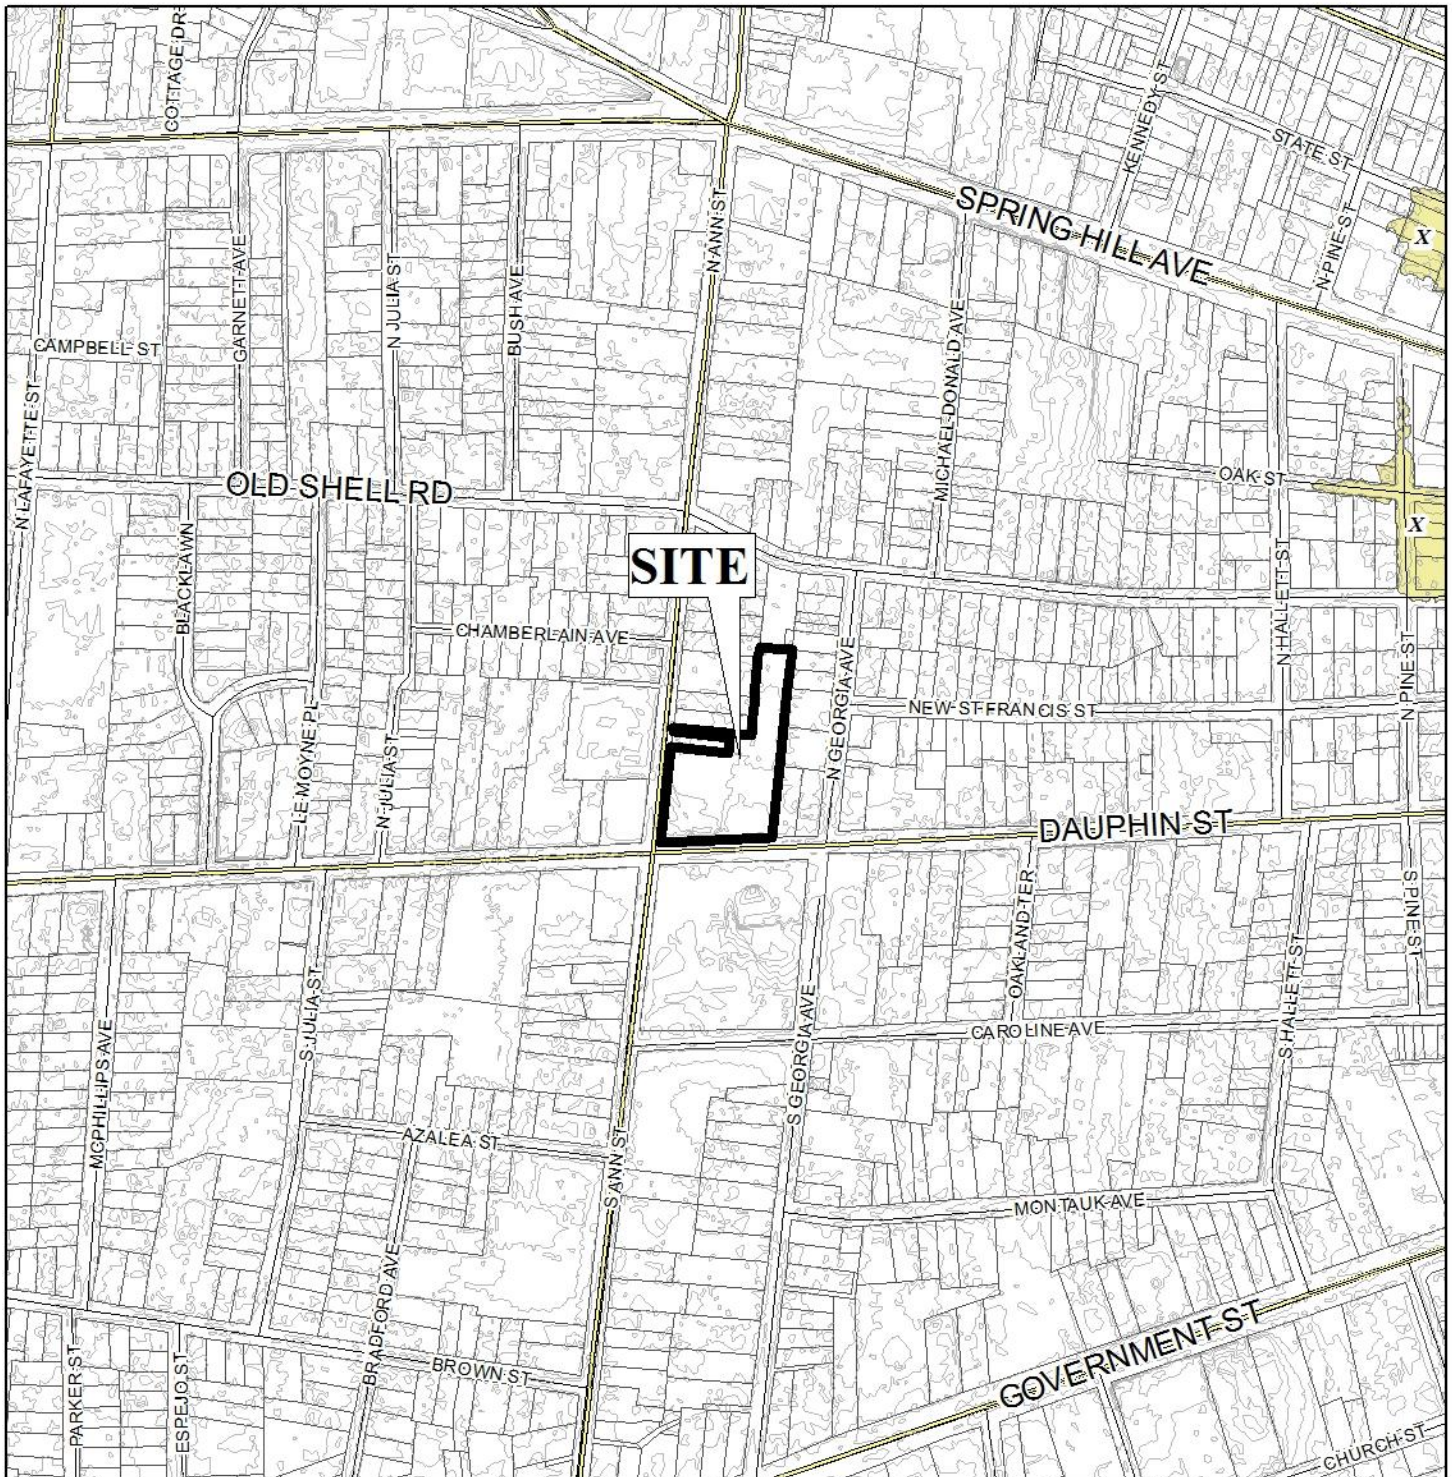 COTTAGE DR
KENNEDY ST
STATE ST
SPRING HILL AVE
N ANN ST
N PINE ST
X
GARNETT AVE
N JULIA ST
BUSH AVE
CAMPBELL ST
MICHAEL DONALD AVE
N LAFAYETTE ST
OLD SHELL RD
OAK ST
X
BLACKLAWN
SITE
N HALLETT ST
CHAMBERLAIN AVE
N GEORGIA AVE
N PINE ST
NEW ST FRANCIS ST
LE MOYNE PL
N JULIA ST
DAUPHIN ST
OAKLAND TER
S PINE ST
S JULIA ST
S GEORGIA AVE
CAROLINE AVE
S HALLETT ST
MCPHILLIPS AVE
AZALEA ST
S ANN ST
MONTAUK AVE
BRADFORD AVE
GOVERNMENT ST
BROWN ST
PARKER ST
ESPEJO ST
CHURCH ST